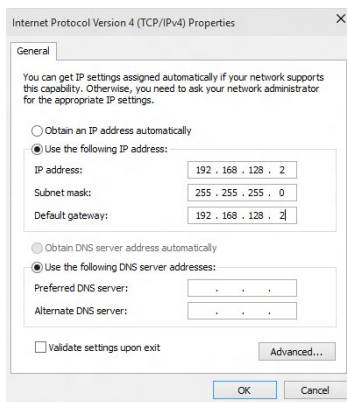 Internet Protocol Version 4 (TCP/IPv4) Properties
General
You can get IP settings assigned automatically if your network supports
this capability. Otherwise, you need to ask your network administrator
for the appropriate IP settings.
Obtain an IP address automatically
Use the following IP address:
IP address: 192 . 168 . 128 . 2
Subnet mask: 255 . 255 . 255 . 0
Default gateway: 192 . 168 . 128 . 2
Obtain DNS server address automatically
Use the following DNS server addresses:
Preferred DNS server: . . .
Alternate DNS server: . . .
Validate settings upon exit
Advanced...
OK Cancel